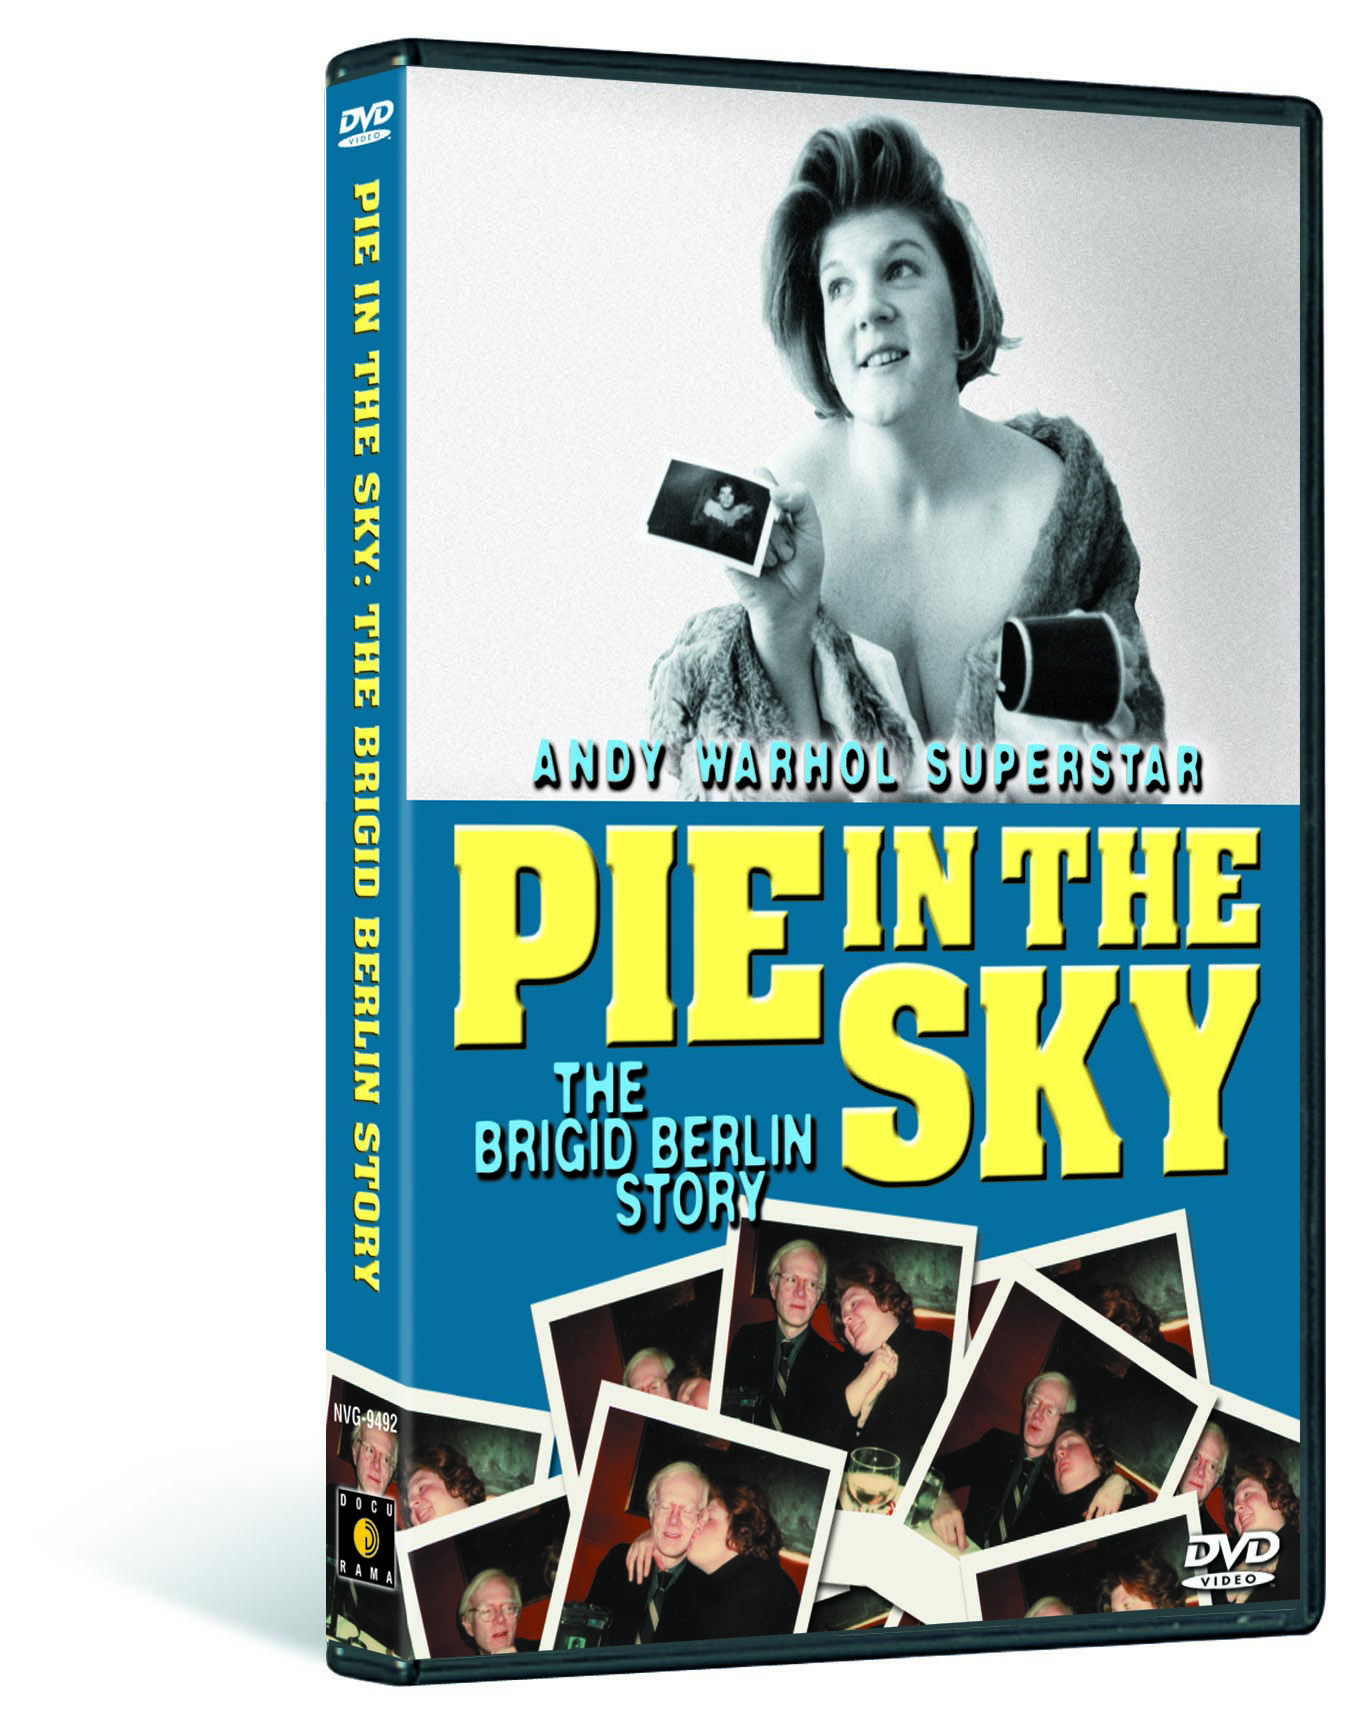 DVD
VIDEO
PIE IN THE SKY: THE BRIGID BERLIN STORY
NVG-9492
DOCU
RAMA
ANDY WARHOL SUPERSTAR
PIE IN THE
SKY
THE
BRIGID BERLIN
STORY
DVD
VIDEO